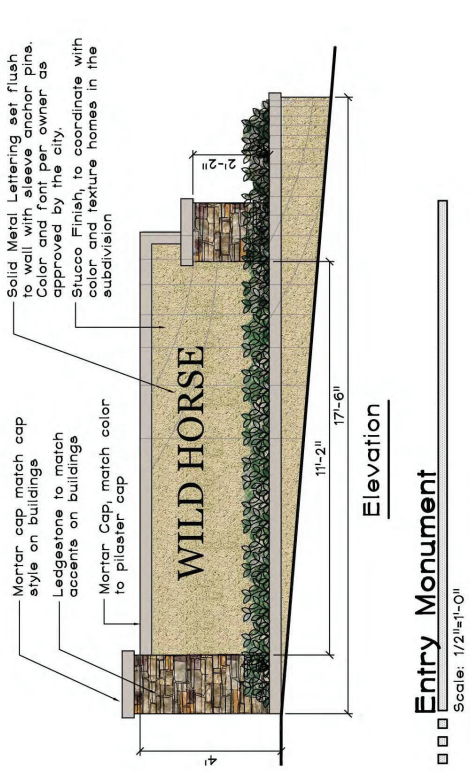 Mortar cap match cap
style on buildings
Ledgestone to match
accents on buildings
Mortar Cap, match color
to pilaster cap
Solid Metal Lettering set flush
to wall with sleeve anchor pins.
Color and font per owner as
approved by the city.
Stucco Finish, to coordinate with
color and texture homes in the
subdivision
WILD HORSE
4'
2'-2"
11'-2"
17'-6"
Elevation
Entry Monument
Scale: 1/2"=1'-0"